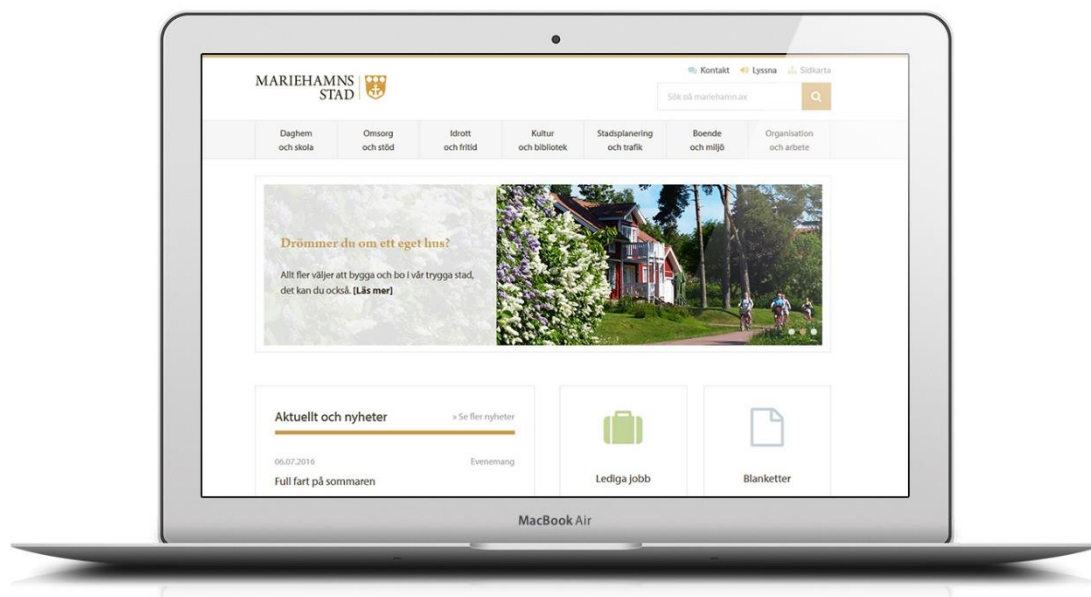 Kontakt Lyssna Sidkarta
MARIEHAMNS
STAD
Sök på mariehamn.ax
Daghem
och skola
Omsorg
och stöd
Idrott
och fritid
Kultur
och bibliotek
Stadsplanering
och trafik
Boende
och miljö
Organisation
och arbete
Drömmer du om ett eget hus?
Allt fler väljer att bygga och bo i vår trygga stad,
det kan du också. [Läs mer]
Aktuellt och nyheter » Se fler nyheter
06.07.2016 Evenemang
Full fart på sommaren
Lediga jobb
Blanketter
MacBook Air